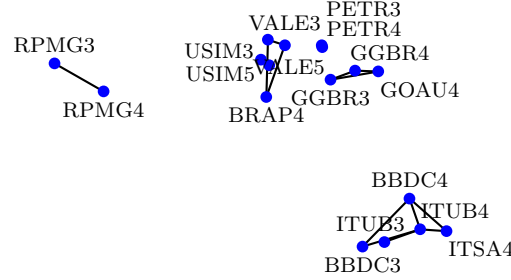 PETR3
VALE3
PETR4
RPMG3
USIM3
GGBR4
USIM5
VALE5
RPMG4
GGBR3
GOAU4
BRAP4
BBDC4
ITUB3
ITUB4
ITSA4
BBDC3